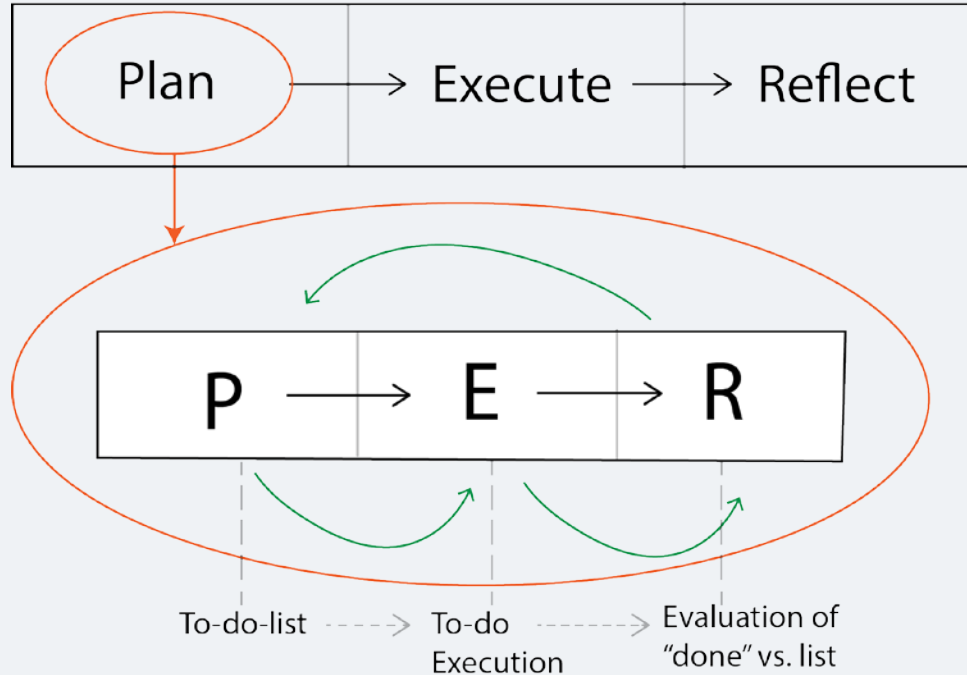 Plan
Execute
Reflect
P
E
R
To-do-list
To-do
Execution
Evaluation of
“done” vs. list